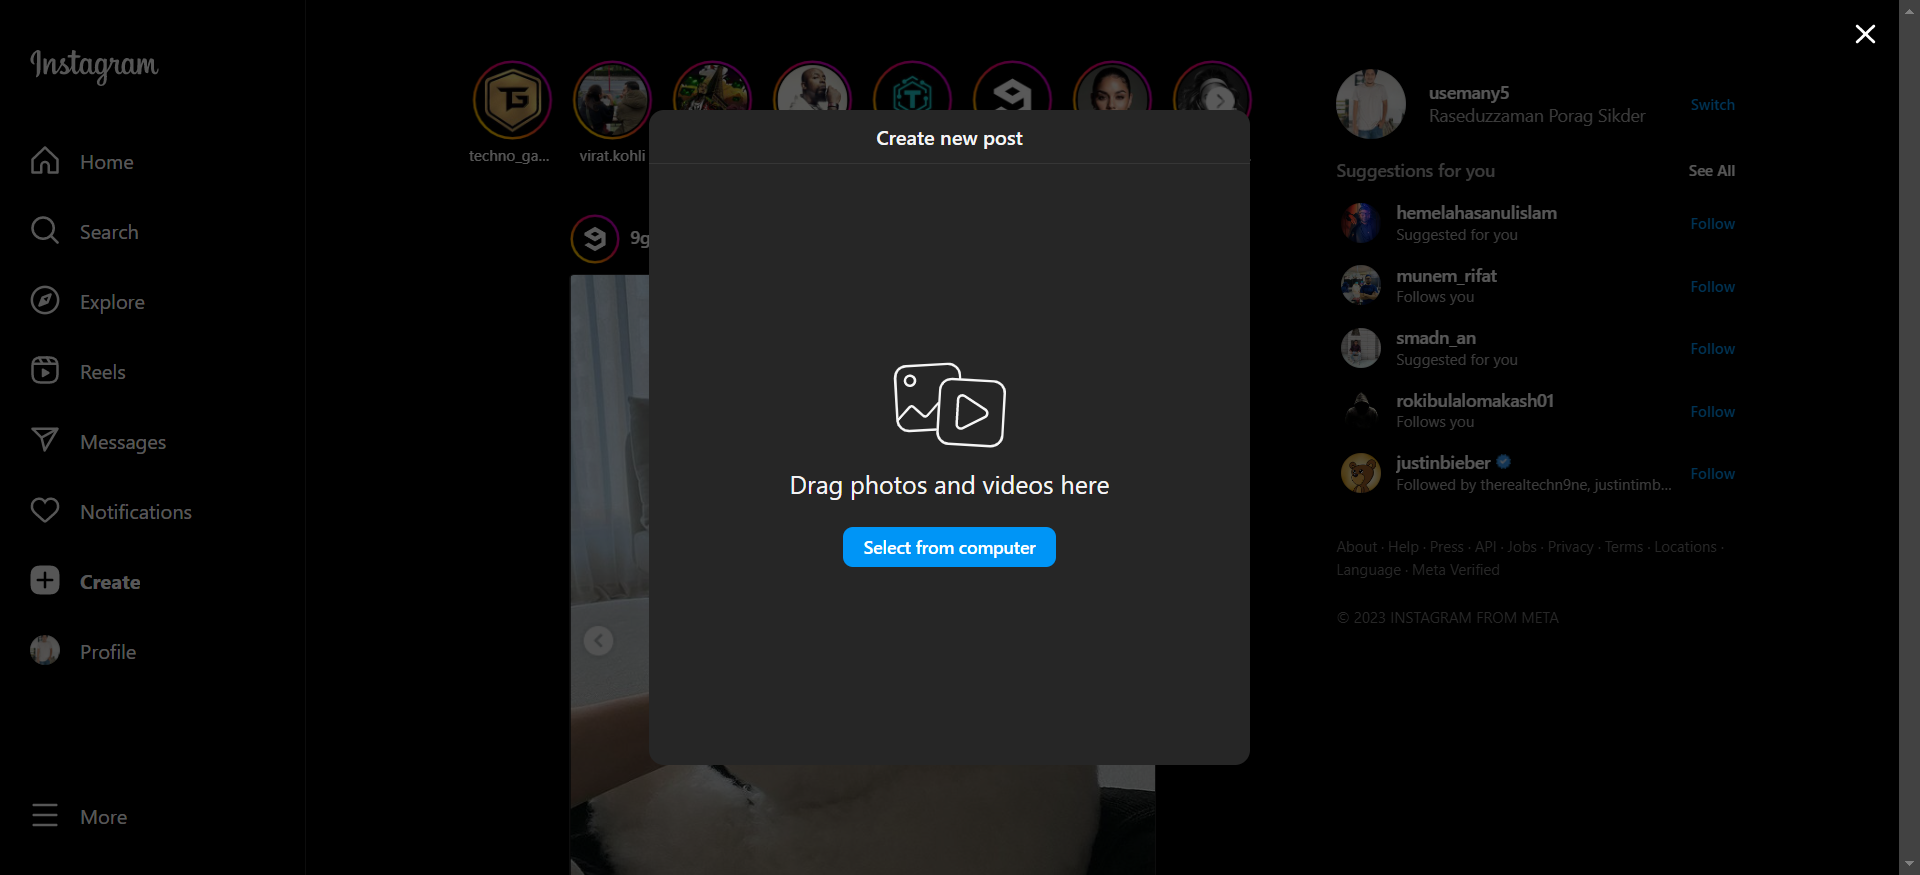 Instagram
Home
Search
Explore
Reels
Messages
Notifications
Create
Profile
More
techno_ga...
virat.kohli
9g
Create new post
Drag photos and videos here
Select from computer
usemany5
Raseduzzaman Porag Sikder
Switch
Suggestions for you
See All
hemelahasanulislam
Suggested for you
Follow
munem_rifat
Follows you
Follow
smadn_an
Suggested for you
Follow
rokibulalomakash01
Follows you
Follow
justinbieber
Followed by therealtechn9ne, justintimb...
Follow
About · Help · Press · API · Jobs · Privacy · Terms · Locations ·
Language · Meta Verified
© 2023 INSTAGRAM FROM META